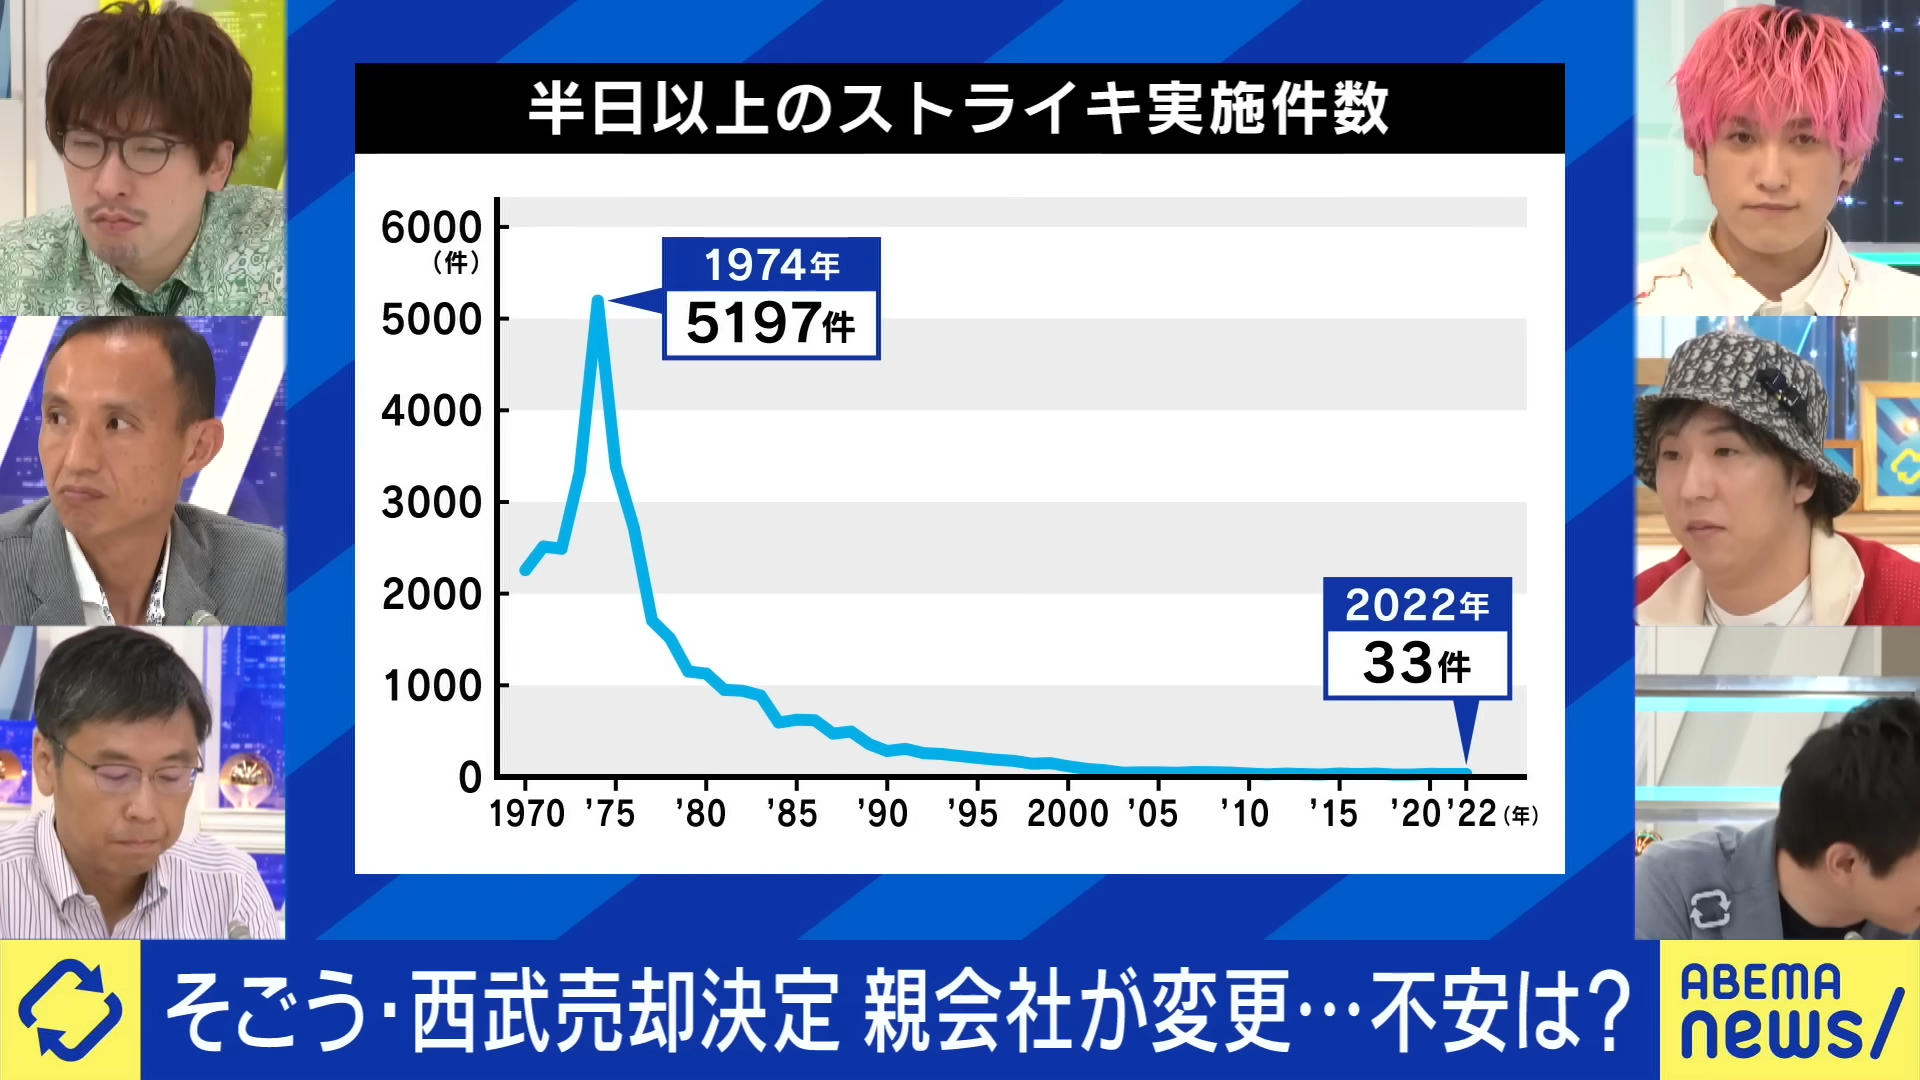 半日以上のストライキ実施件数
6000
(件)
5000
4000
3000
2000
1000
0
1974年
5197件
2022年
33件
1970 '75 '80 '85 '90 '95 2000 '05 '10 '15 '20 '22 (年)
そごう・西武売却決定 親会社が変更…不安は?
ABEMA
news/